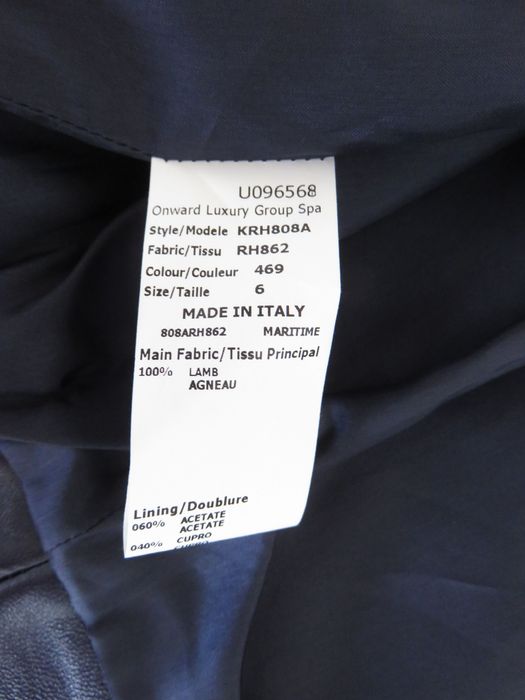 U096568
Onward Luxury Group Spa
Style/Modele KRH808A
Fabric/Tissu RH862
Colour/Couleur 469
Size/Taille 6
MADE IN ITALY
808ARH862 MARITIME
Main Fabric/Tissu Principal
100% LAMB
AGNEAU
Lining/Doublure
060% ACETATE
ACETATE
040% CUPRO
CUPRO